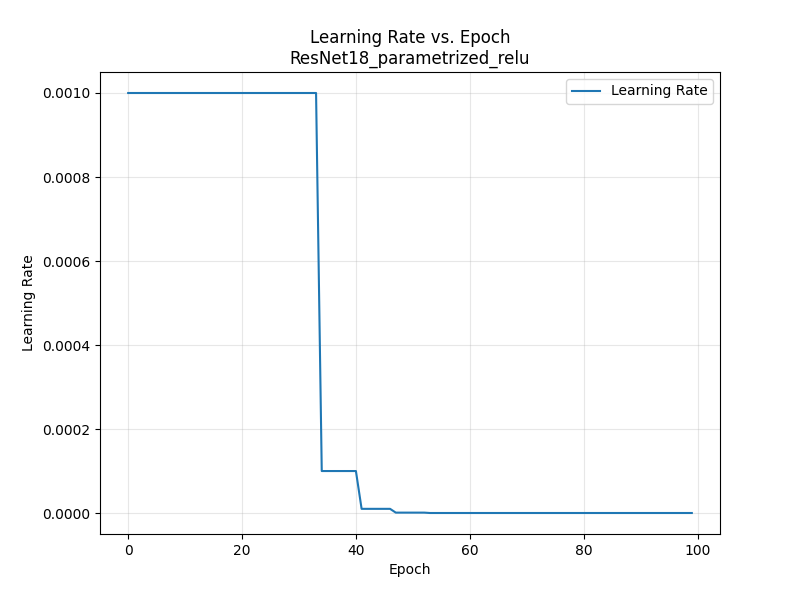 Learning Rate vs. Epoch
ResNet18_parametrized_relu
Learning Rate
0.0010
0.0008
0.0006
0.0004
0.0002
0.0000
Learning Rate
0 20 40 60 80 100
Epoch